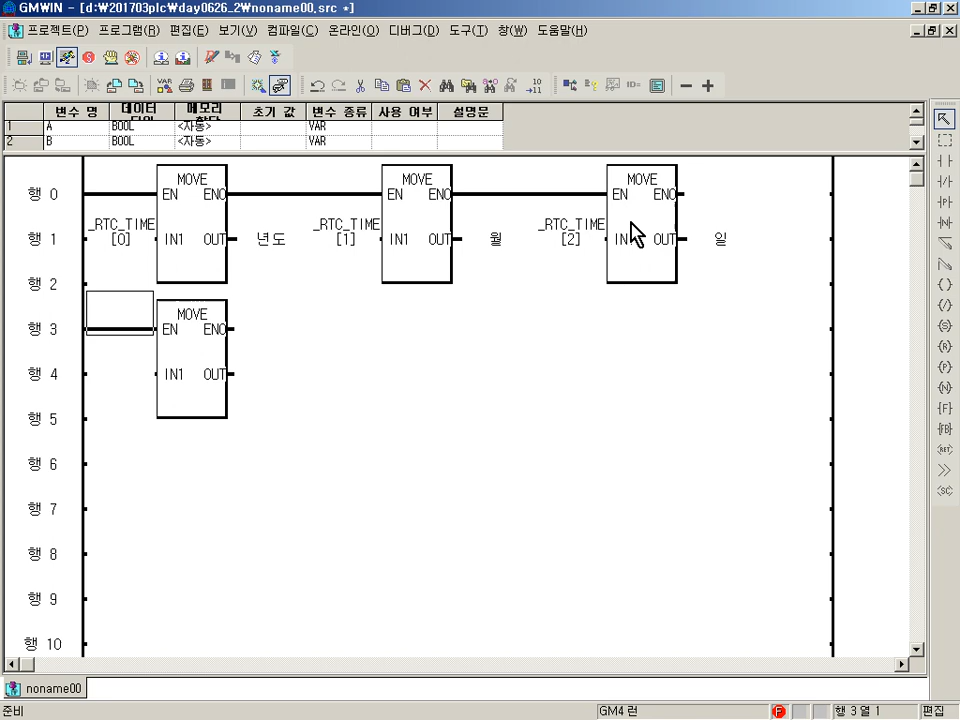 GMWIN - [d:₩201703plc₩day0626_2₩noname00.src *]
프로젝트(P) 프로그램(R) 편집(E) 보기(V) 컴파일(C) 온라인(O) 디버그(D) 도구(T) 창(W) 도움말(H)
변수 명 데이터 메모리 초기 값 변수 종류 사용 여부 설명문
1 A BOOL <자동> VAR
2 B BOOL <자동> VAR
MOVE MOVE MOVE
행 0 EN ENO EN ENO EN ENO
_RTC_TIME _RTC_TIME _RTC_TIME
행 1 [0] IN1 OUT 년도 [1] IN1 OUT 월 [2] IN OUT 일
행 2
MOVE
행 3 EN ENO
행 4 IN1 OUT
행 5
행 6
행 7
행 8
행 9
행 10
noname00
준비 GM4 런 F 행 3 열 1 편집